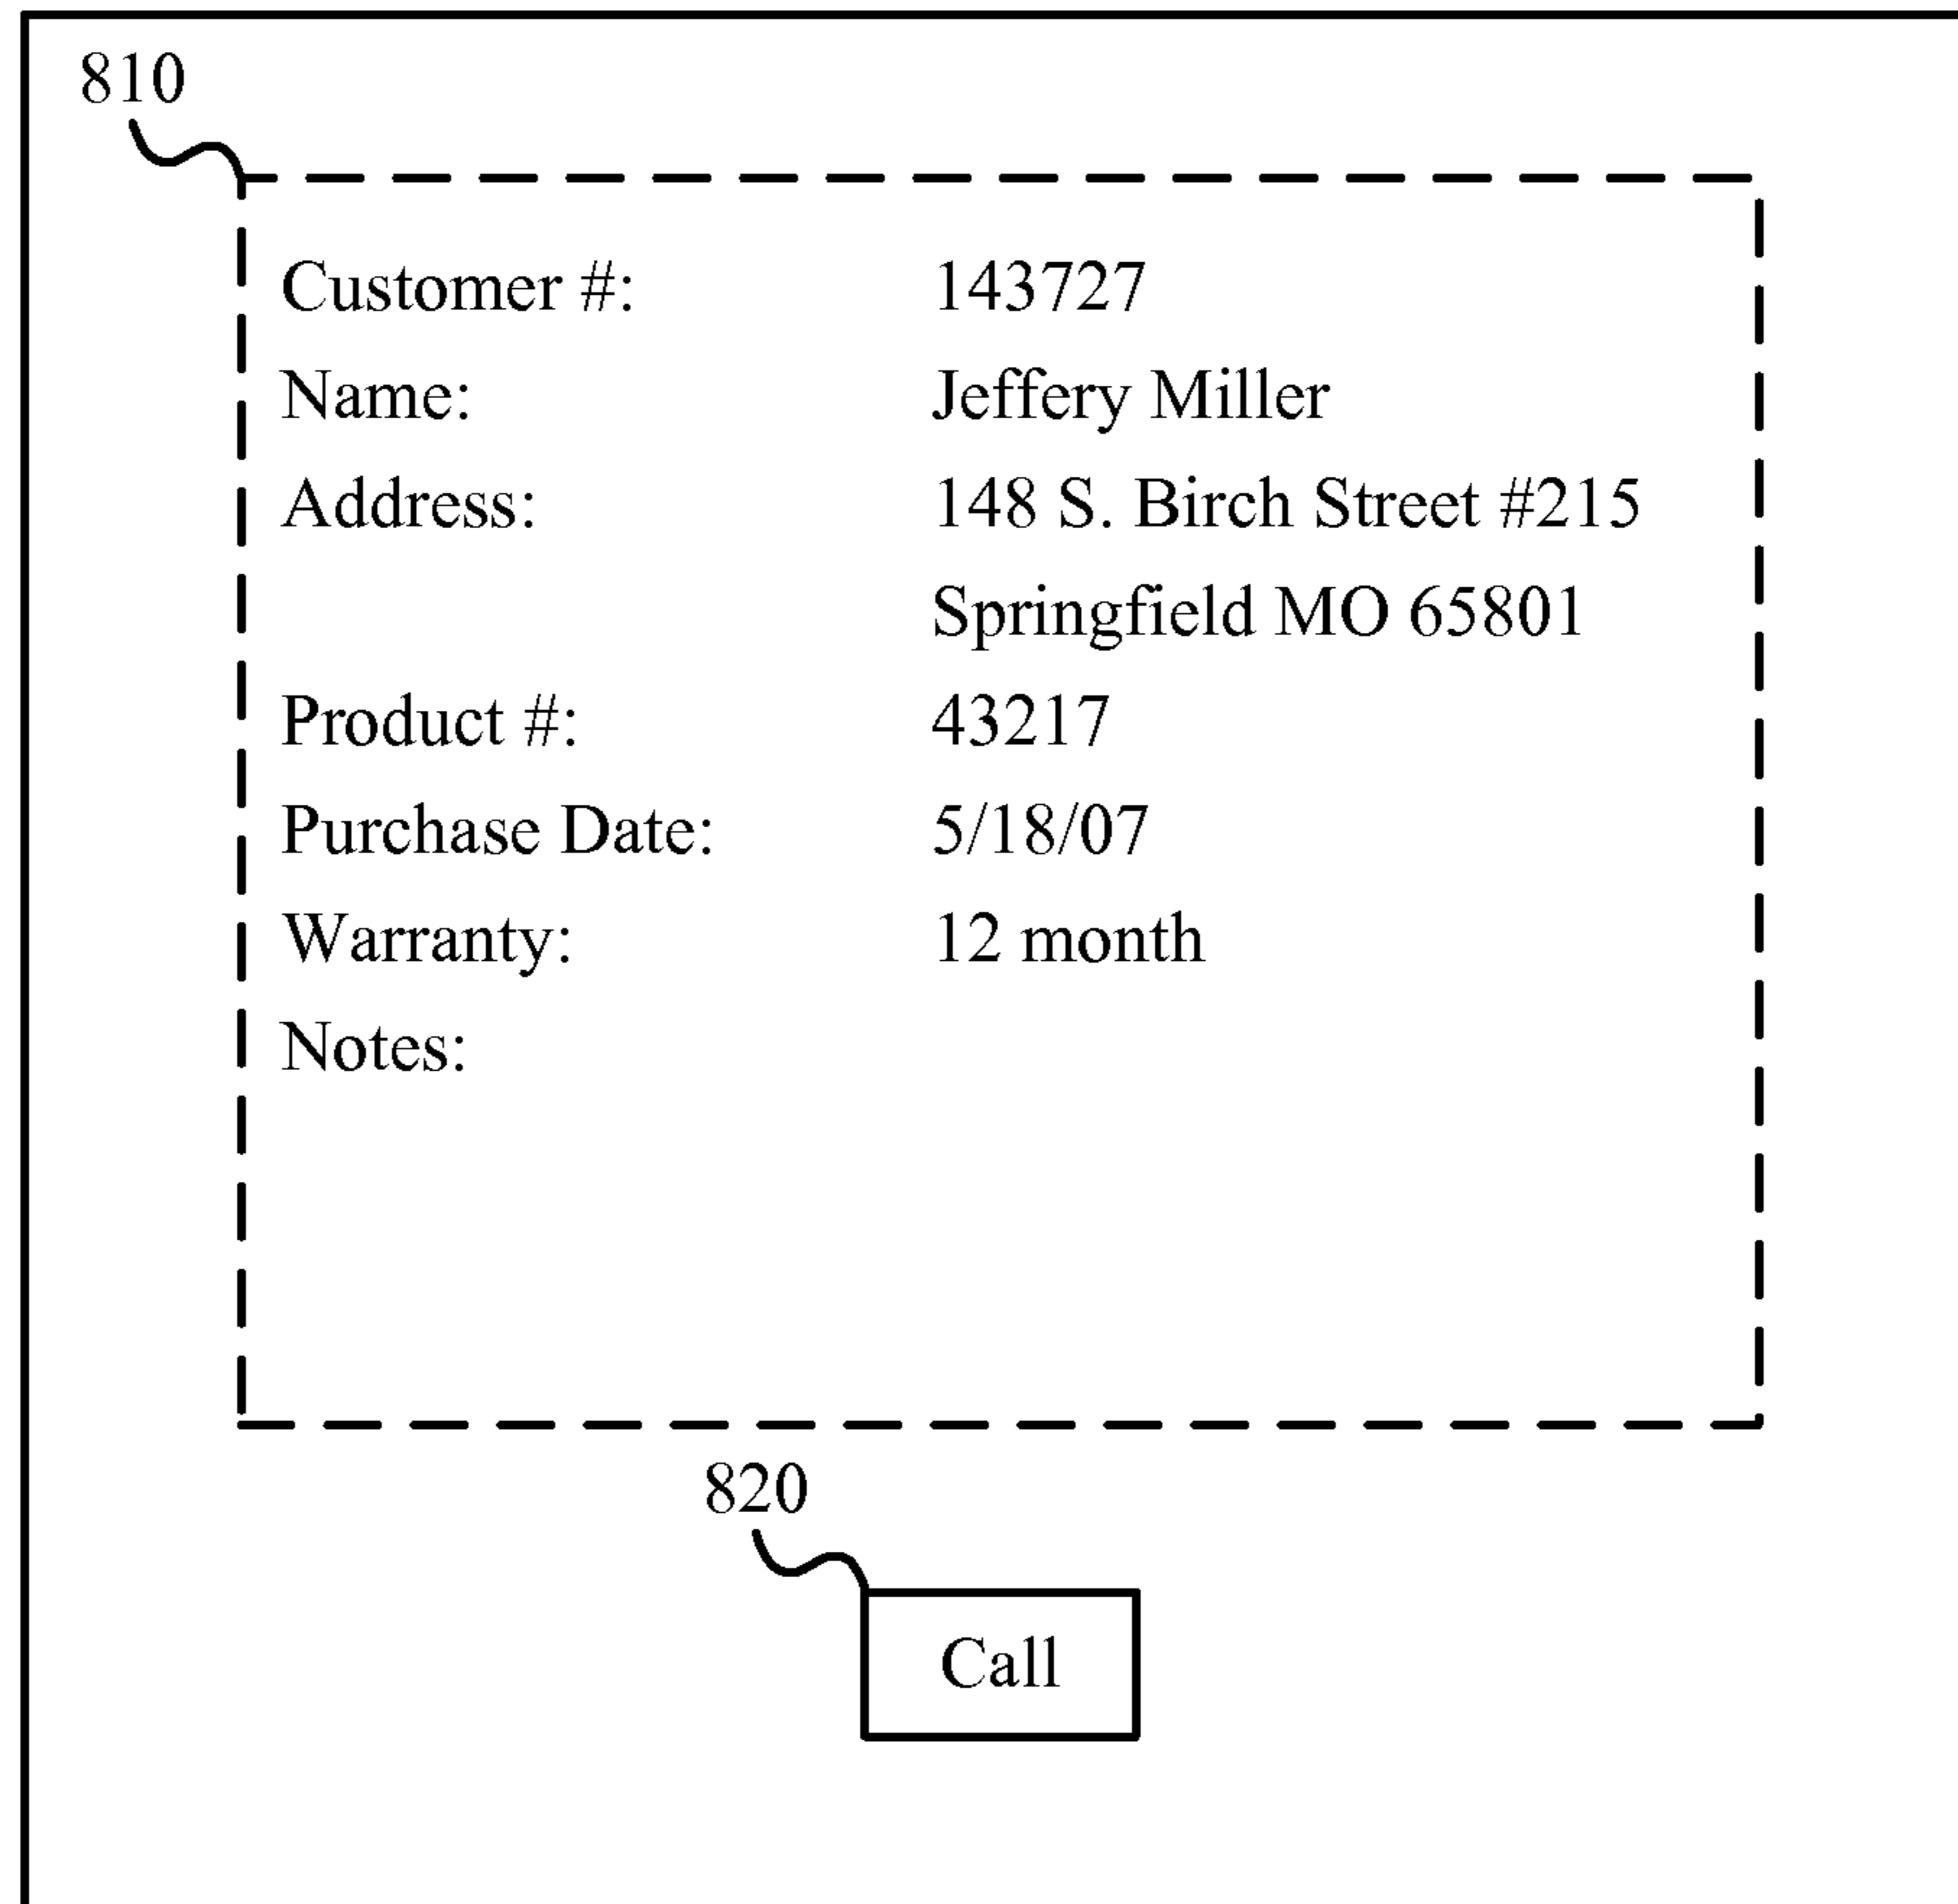 810
Customer #: 143727
Name: Jeffery Miller
Address: 148 S. Birch Street #215
Springfield MO 65801
Product #: 43217
Purchase Date: 5/18/07
Warranty: 12 month
Notes:
820
Call